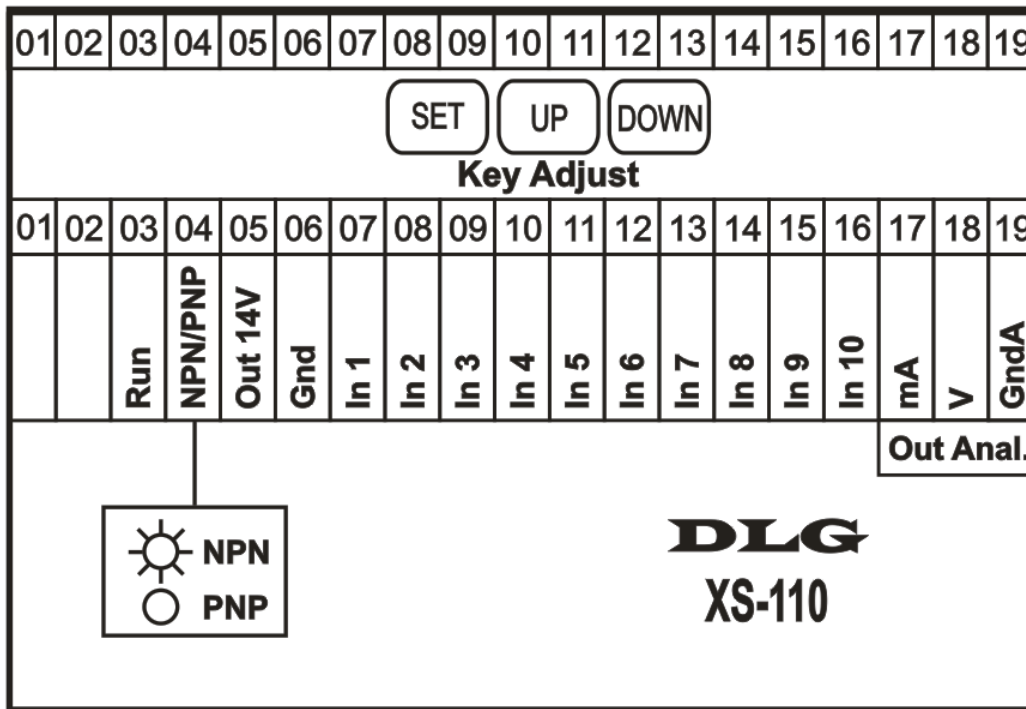 01 02 03 04 05 06 07 08 09 10 11 12 13 14 15 16 17 18 19
SET UP DOWN
Key Adjust
01 02 03 04 05 06 07 08 09 10 11 12 13 14 15 16 17 18 19
Run
NPN/PNP
Out 14V
Gnd
In 1
In 2
In 3
In 4
In 5
In 6
In 7
In 8
In 9
In 10
mA
V
GndA
Out Anal.
NPN
PNP
DLG
XS-110